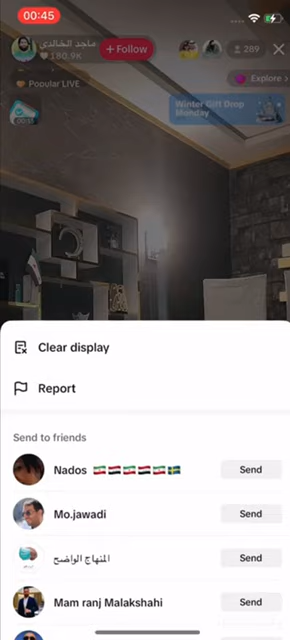 00:45
ماجد الخالدي
180.9K
+ Follow
289
Popular LIVE
Explore >
Winter Gift Drop
Monday
Clear display
Report
Send to friends
Nados
Send
Mo.jawadi
Send
المنهاج الواضح
Send
Mam ranj Malakshahi
Send